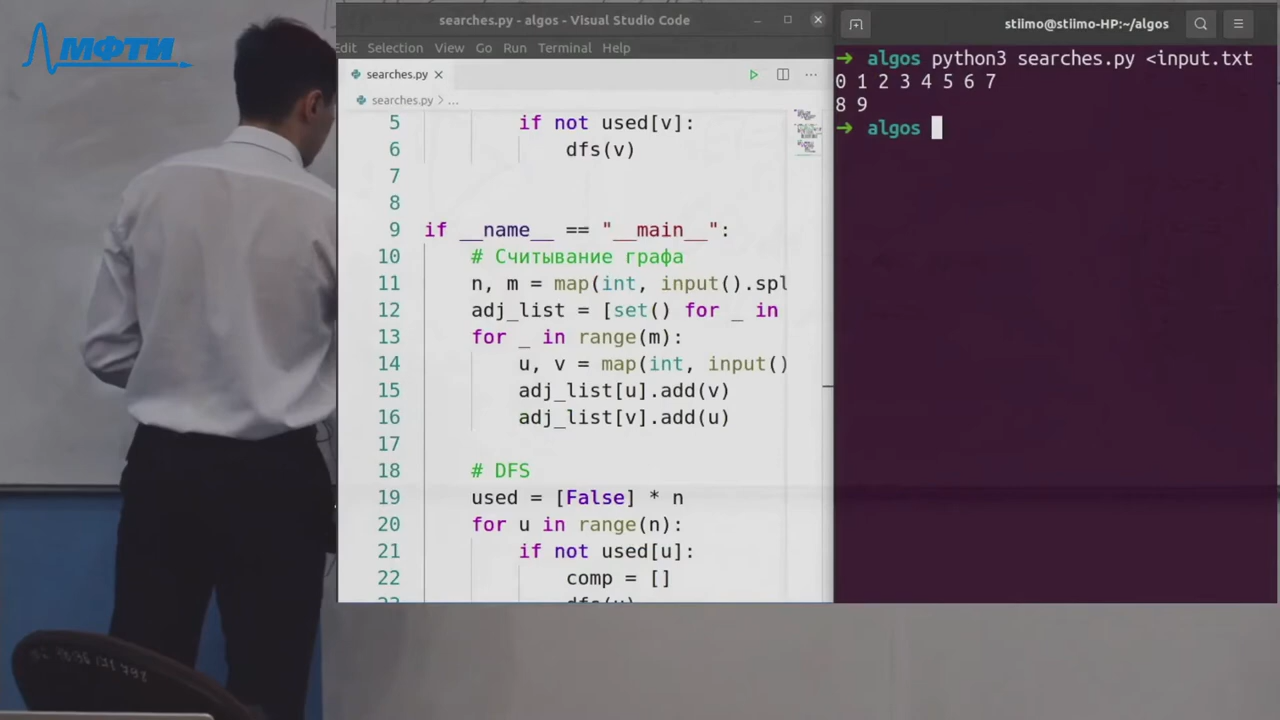 МФТИ
searches.py - algos - Visual Studio Code
Edit Selection View Go Run Terminal Help
searches.py
searches.py > ...
5 if not used[v]:
6 dfs(v)
7
8
9 if __name__ == "__main__":
10 # Считывание графа
11 n, m = map(int, input().spl
12 adj_list = [set() for _ in
13 for _ in range(m):
14 u, v = map(int, input()
15 adj_list[u].add(v)
16 adj_list[v].add(u)
17
18 # DFS
19 used = [False] * n
20 for u in range(n):
21 if not used[u]:
22 comp = []
stiimo@stiimo-HP:~/algos
➜ algos python3 searches.py <input.txt
0 1 2 3 4 5 6 7
8 9
➜ algos